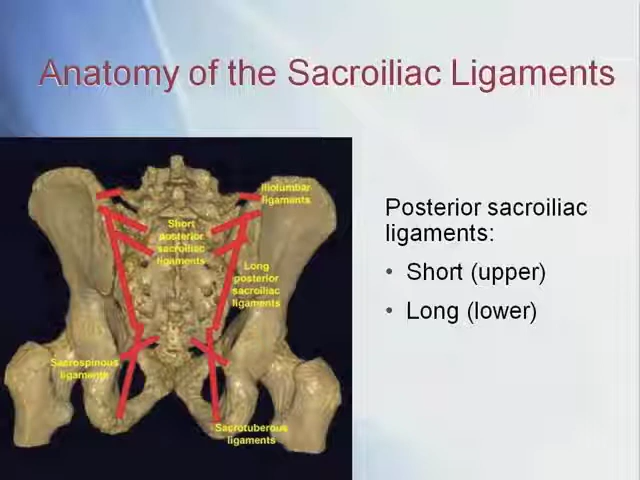 Anatomy of the Sacroiliac Ligaments
Iliolumbar
ligaments
Short
posterior
sacroiliac
ligaments
Long
posterior
sacroiliac
ligaments
Sacrospinous
ligaments
Sacrotuberous
ligaments
Posterior sacroiliac
ligaments:
• Short (upper)
• Long (lower)